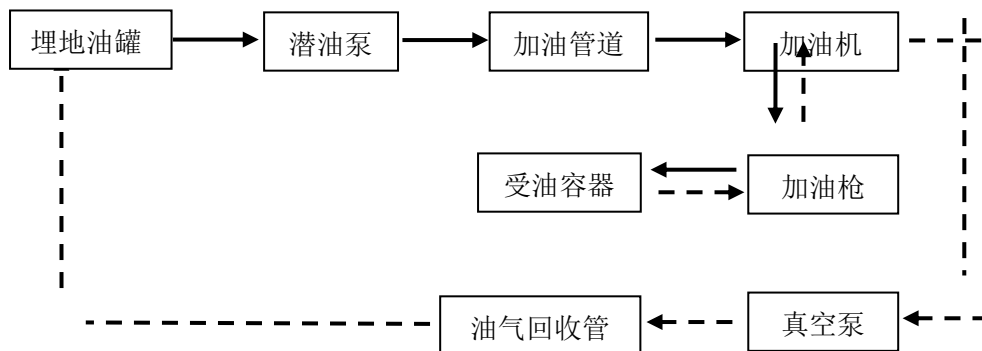 埋地油罐
潜油泵
加油管道
加油机
受油容器
加油枪
油气回收管
真空泵